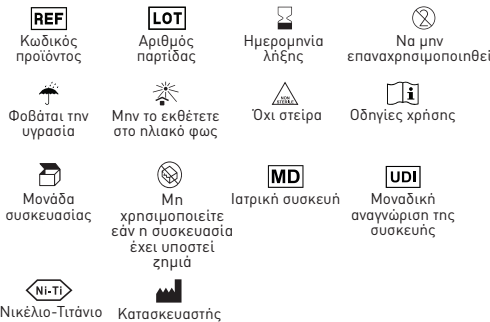 REF
Κωδικός
προϊόντος
LOT
Αριθμός
παρτίδας
Ημερομηνία
λήξης
2
Να μην
επαναχρησιμοποιηθεί
Φοβάται την
υγρασία
Μην το εκθέτετε
στο ηλιακό φως
NON
STERILE
Όχι στείρα
i
Οδηγίες χρήσης
Μονάδα
συσκευασίας
Μη
χρησιμοποιείτε
εάν η συσκευασία
έχει υποστεί
ζημιά
MD
Ιατρική συσκευή
UDI
Μοναδική
αναγνώριση της
συσκευής
Ni-Ti
Νικέλιο-Τιτάνιο
Κατασκευαστής